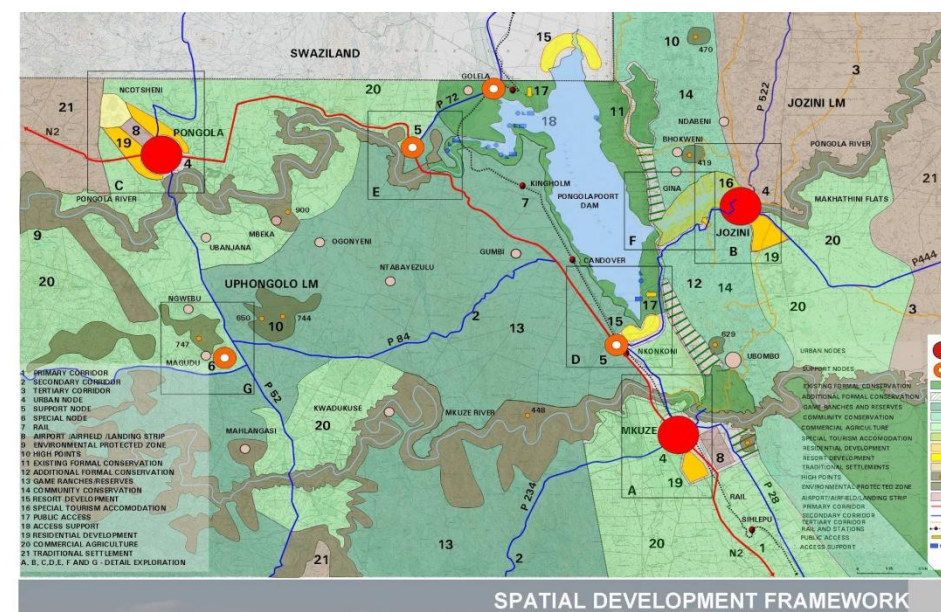 SWAZILAND
15
10
470
3
GOLELA
17
NCOTSHENI
20
P 72
18
11
14
P 522
JOZINI LM
21
N2
8
PONGOLA
19
4
C
5
E
NDABENI
BHOKWENI
419
PONGOLA RIVER
KINGHOLM
7
PONGOLAPOORT
DAM
GINA
16
4
F
JOZINI
B
19
MAKHATHINI FLATS
21
20
P444
PONGOLA RIVER
9
900
MBEKA
UBANJANA
OGONYENI
GUMBI
CANDOVER
20
NTABAYEZULU
NGWEBU
UPHONGOLO LM
650
744
10
747
MAGUDU
6
G
P 84
2
13
D
15
5
17
NKONKONI
12
14
20
3
629
UBOMBO
P 52
KWADUKUSE
20
MAHLANGASI
MKUZE RIVER
448
MKUZE
4
A
19
8
RAIL
P 28
SIHLEPU
N2
1
P 234
2
13
20
21
1 PRIMARY CORRIDOR
2 SECONDARY CORRIDOR
3 TERTIARY CORRIDOR
4 URBAN NODE
5 SUPPORT NODE
6 SPECIAL NODE
7 RAIL
8 AIRPORT /AIRFIELD /LANDING STRIP
9 ENVIRONMENTAL PROTECTED ZONE
10 HIGH POINTS
11 EXISTING FORMAL CONSERVATION
12 ADDITIONAL FORMAL CONSERVATION
13 GAME RANCHES/RESERVES
14 COMMUNITY CONSERVATION
15 RESORT DEVELOPMENT
16 SPECIAL TOURISM ACCOMODATION
17 PUBLIC ACCESS
18 ACCESS SUPPORT
19 RESIDENTIAL DEVELOPMENT
20 COMMERCIAL AGRICULTURE
21 TRADITIONAL SETTLEMENT
A, B, C,D,E, F AND G - DETAIL EXPLORATION
URBAN NODES
SUPPORT NODES
EXISTING FORMAL CONSERVATION
ADDITIONAL FORMAL CONSERVATION
GAME RANCHES AND RESERVES
COMMUNITY CONSERVATION
COMMERCIAL AGRICULTURE
SPECIAL TOURISM ACCOMODATION
RESIDENTIAL DEVELOPMENT
RESORT DEVELOPMENT
TRADITIONAL SETTLEMENTS
HIGH POINTS
ENVIRONMENTAL PROTECTED ZONE
AIRPORT/AIRFIELD/LANDING STRIP
PRIMARY CORRIDOR
SECONDARY CORRIDOR
TERTIARY CORRIDOR
RAIL AND STATIONS
PUBLIC ACCESS
ACCESS SUPPORT
SPATIAL DEVELOPMENT FRAMEWORK